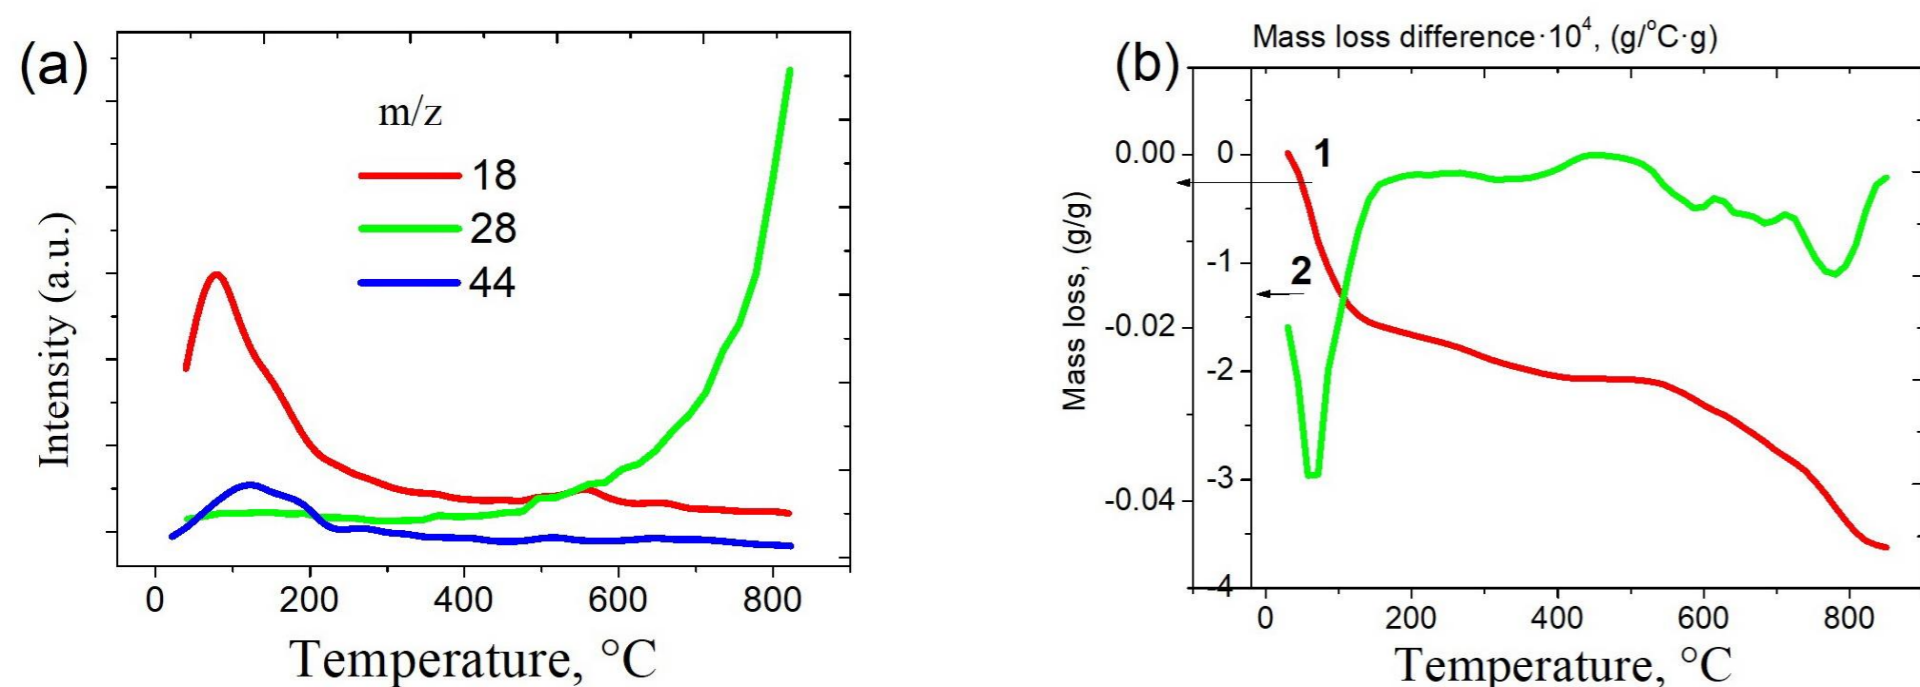 (a)
m/z
18
28
44
Intensity (a.u.)
0 200 400 600 800
Temperature, °C
(b)
Mass loss difference·10⁴, (g/°C·g)
0.00
-0.02
-0.04
Mass loss, (g/g)
0
-1
-2
-3
-4
1
2
0 200 400 600 800
Temperature, °C